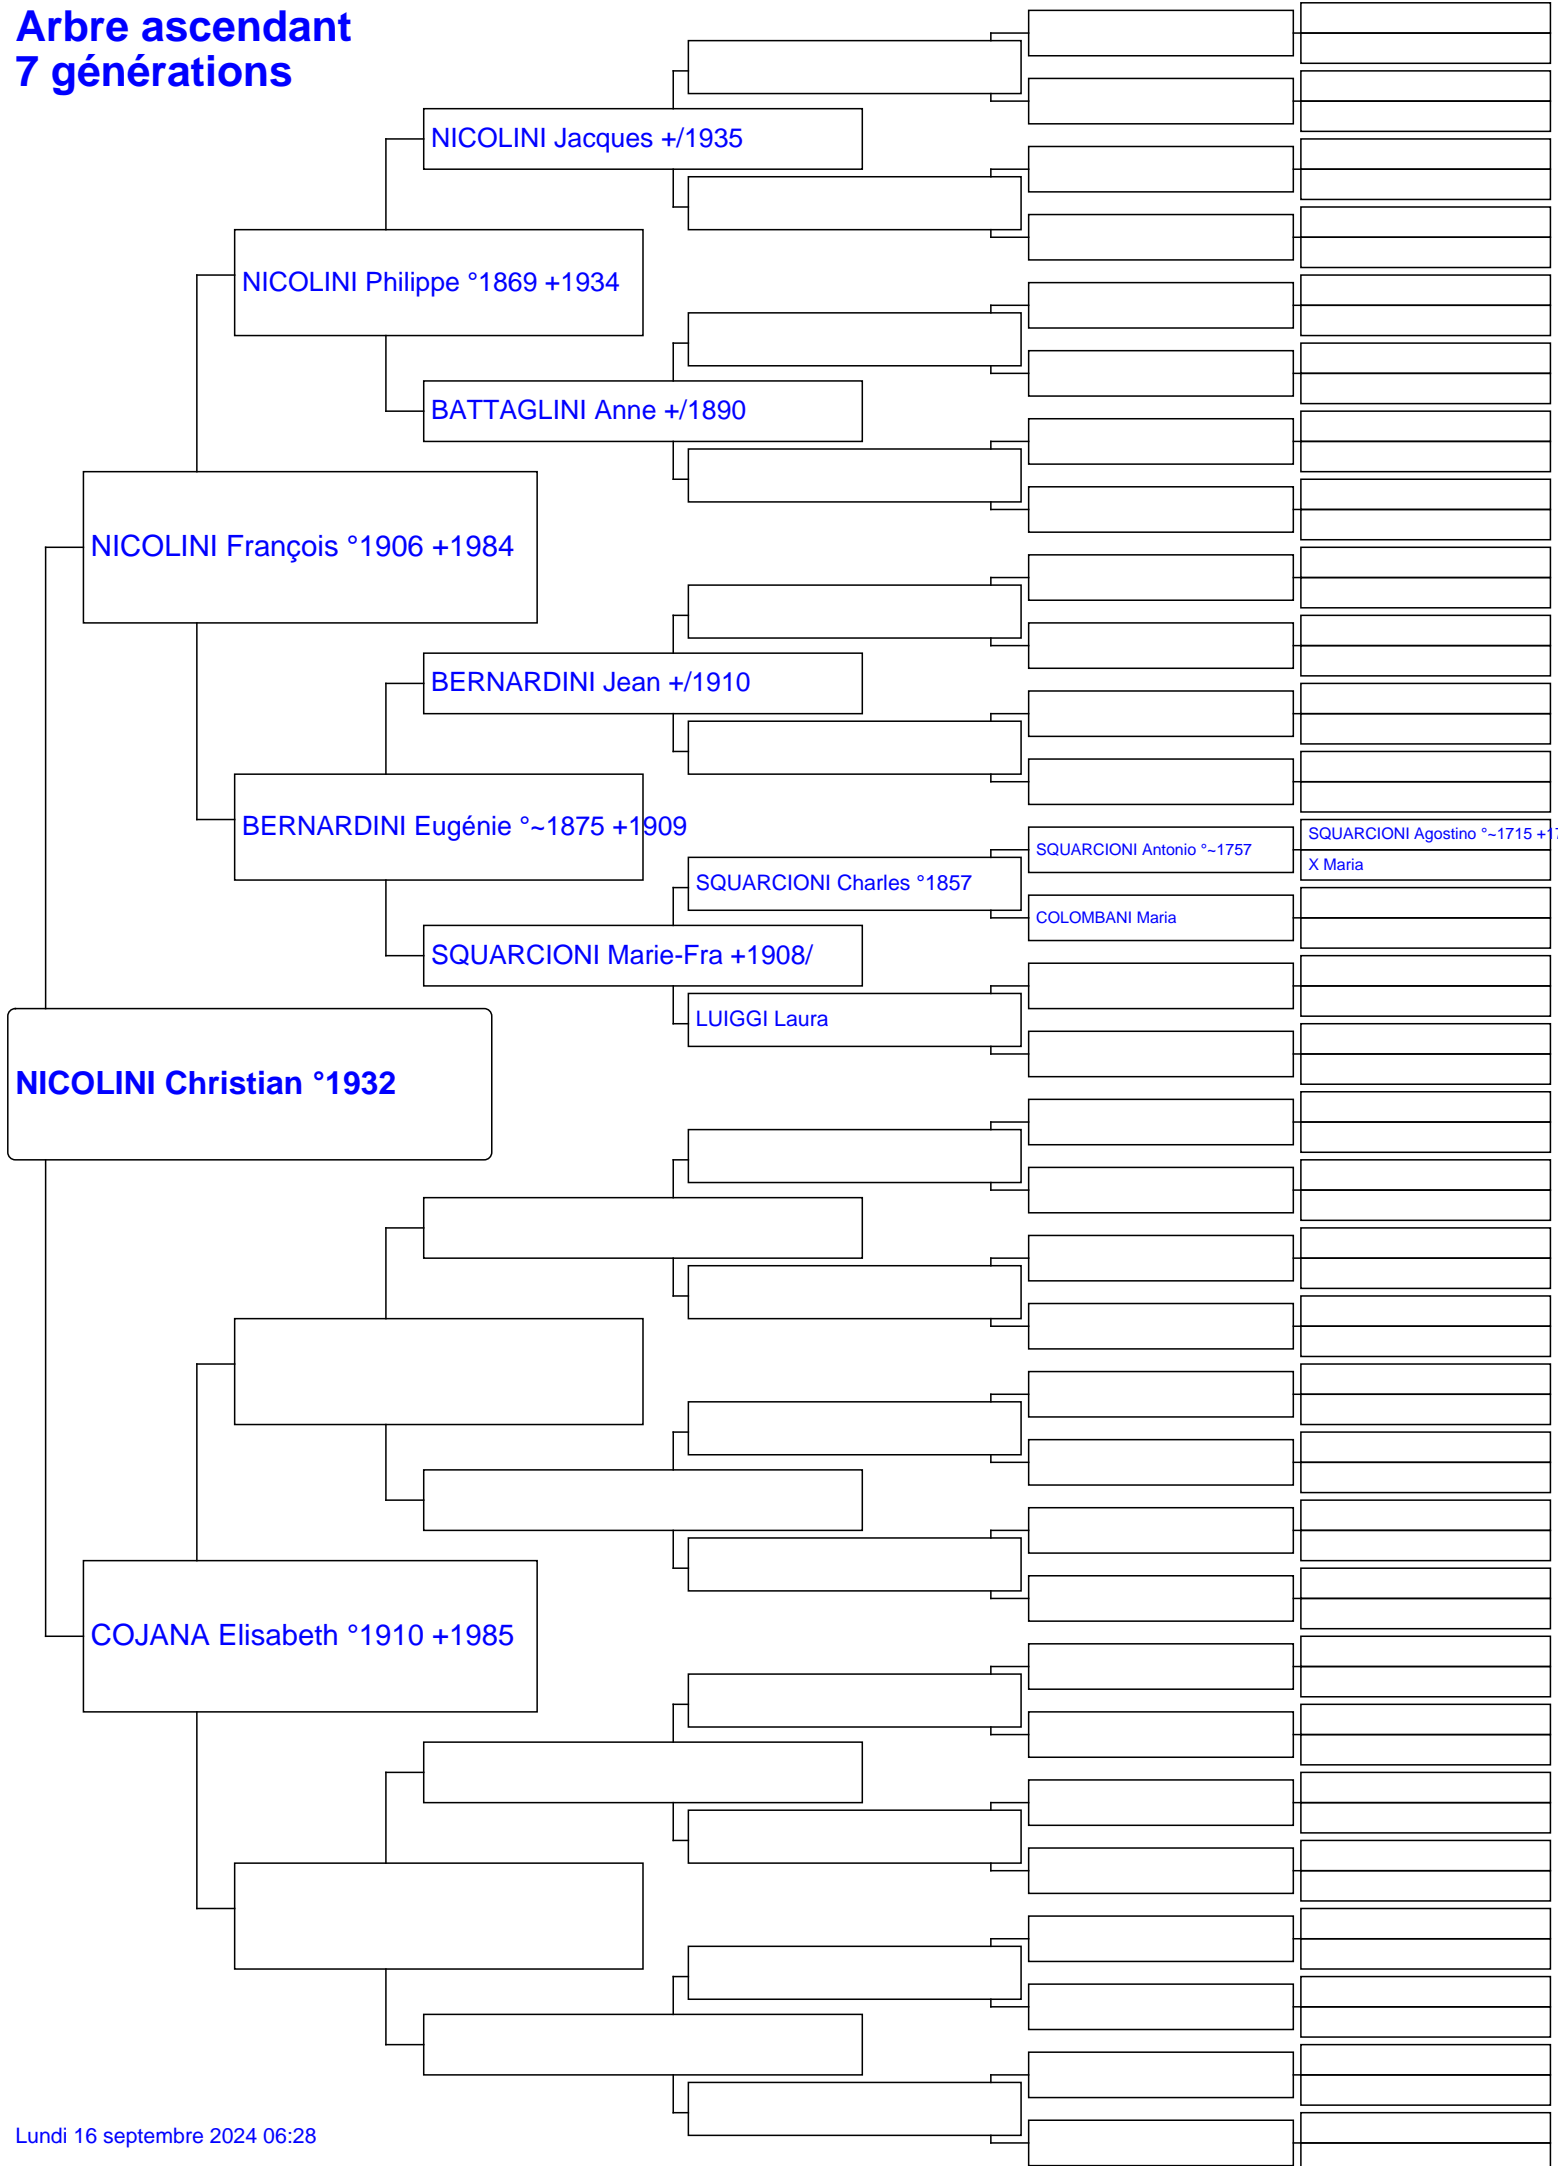 Arbre ascendant
7 générations
NICOLINI Jacques +/1935
NICOLINI Philippe °1869 +1934
BATTAGLINI Anne +/1890
NICOLINI François °1906 +1984
BERNARDINI Jean +/1910
BERNARDINI Eugénie °~1875 +1909
SQUARCIONI Agostino °~1715 +17
SQUARCIONI Antonio °~1757
X Maria
SQUARCIONI Charles °1857
COLOMBANI Maria
SQUARCIONI Marie-Fra +1908/
LUIGGI Laura
NICOLINI Christian °1932
COJANA Elisabeth °1910 +1985
Lundi 16 septembre 2024 06:28